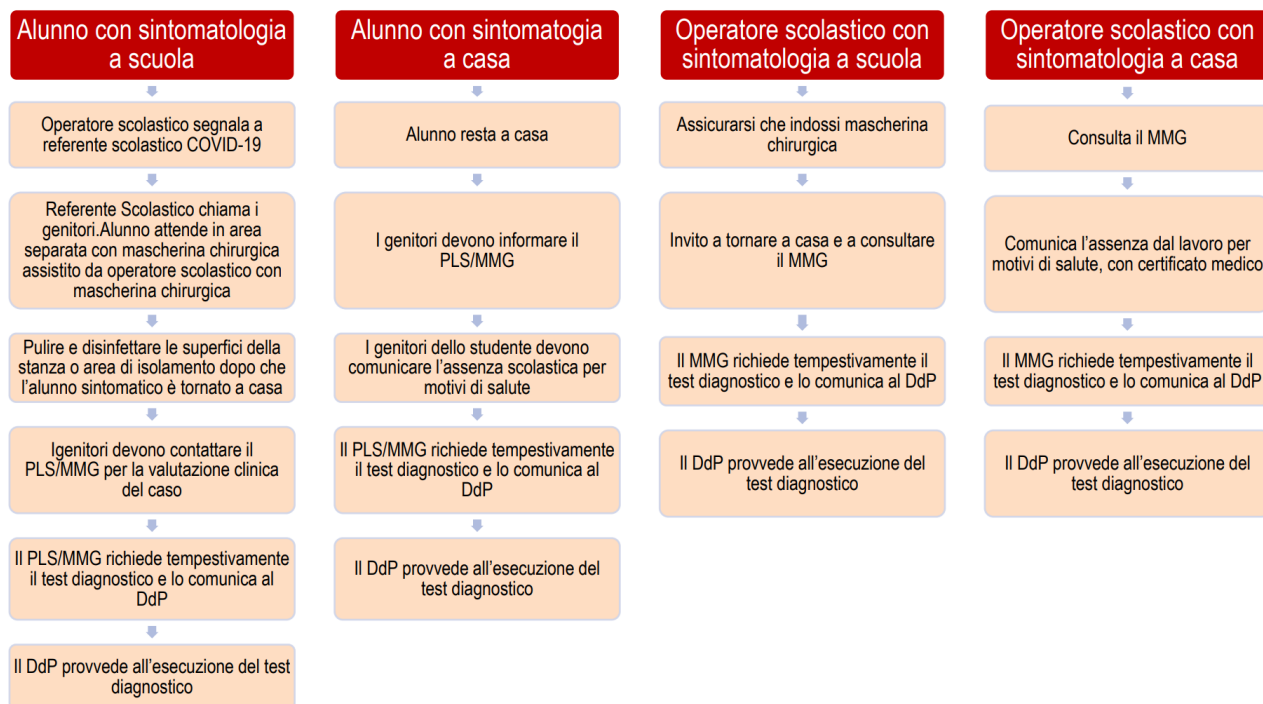 Alunno con sintomatologia
a scuola
Operatore scolastico segnala a
referente scolastico COVID-19
Referente Scolastico chiama i
genitori.Alunno attende in area
separata con mascherina chirurgica
assistito da operatore scolastico con
mascherina chirurgica
Pulire e disinfettare le superfici della
stanza o area di isolamento dopo che
l'alunno sintomatico è tornato a casa
Igenitori devono contattare il
PLS/MMG per la valutazione clinica
del caso
Il PLS/MMG richiede tempestivamente
il test diagnostico e lo comunica al
DdP
Il DdP provvede all'esecuzione del test
diagnostico
Alunno con sintomatogia
a casa
Alunno resta a casa
I genitori devono informare il
PLS/MMG
I genitori dello studente devono
comunicare l'assenza scolastica per
motivi di salute
Il PLS/MMG richiede tempestivamente
il test diagnostico e lo comunica al
DdP
Il DdP provvede all'esecuzione del
test diagnostico
Operatore scolastico con
sintomatologia a scuola
Assicurarsi che indossi mascherina
chirurgica
Invito a tornare a casa e a consultare
il MMG
Il MMG richiede tempestivamente il
test diagnostico e lo comunica al DdP
Il DdP provvede all'esecuzione del
test diagnostico
Operatore scolastico con
sintomatologia a casa
Consulta il MMG
Comunica l'assenza dal lavoro per
motivi di salute, con certificato medico
Il MMG richiede tempestivamente il
test diagnostico e lo comunica al DdP
Il DdP provvede all'esecuzione del
test diagnostico